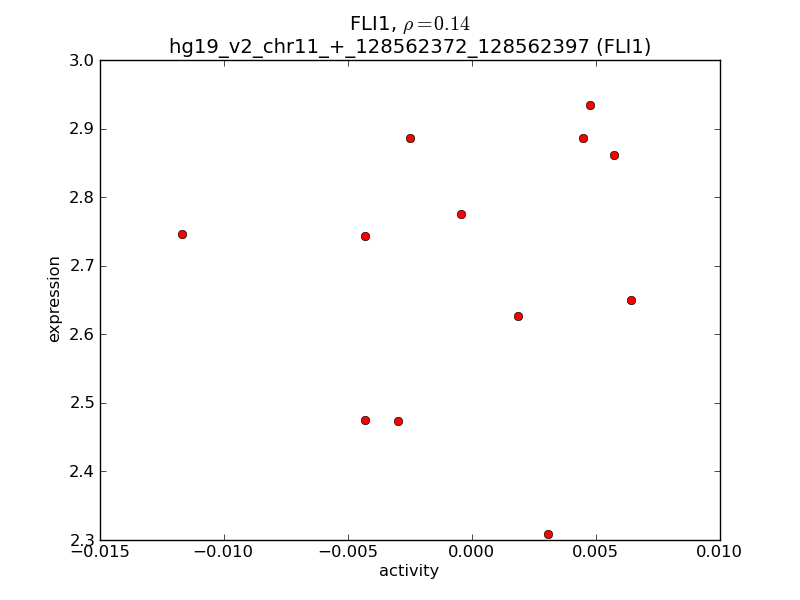 FLI1, ρ=0.14
hg19_v2_chr11_+_128562372_128562397 (FLI1)
3.0
2.9
2.8
2.7
2.6
2.5
2.4
2.3
expression
−0.015 −0.010 −0.005 0.000 0.005 0.010
activity